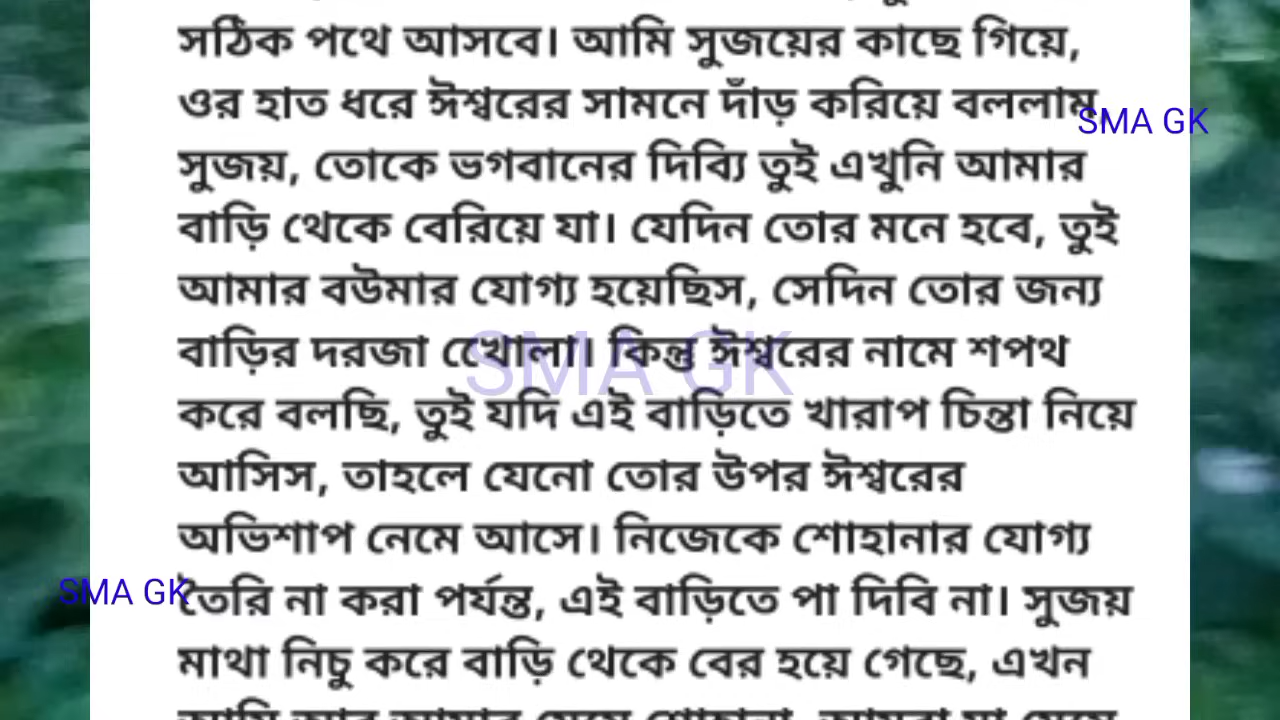 সঠিক পথে আসবে। আমি সুজয়ের কাছে গিয়ে,
ওর হাত ধরে ঈশ্বরের সামনে দাঁড় করিয়ে বললাম,
SMA GK
সুজয়, তোকে ভগবানের দিব্যি তুই এখুনি আমার
বাড়ি থেকে বেরিয়ে যা। যেদিন তোর মনে হবে, তুই
আমার বউমার যোগ্য হয়েছিস, সেদিন তোর জন্য
বাড়ির দরজা খোেলা। কিন্তু ঈশ্বরের নামে শপথ
SMA GK
করে বলছি, তুই যদি এই বাড়িতে খারাপ চিন্তা নিয়ে
আসিস, তাহলে যেনো তোর উপর ঈশ্বরের
অভিশাপ নেমে আসে। নিজেকে শোহানার যোগ্য
SMA GK
তৈরি না করা পর্যন্ত, এই বাড়িতে পা দিবি না। সুজয়
মাথা নিচু করে বাড়ি থেকে বের হয়ে গেছে, এখন